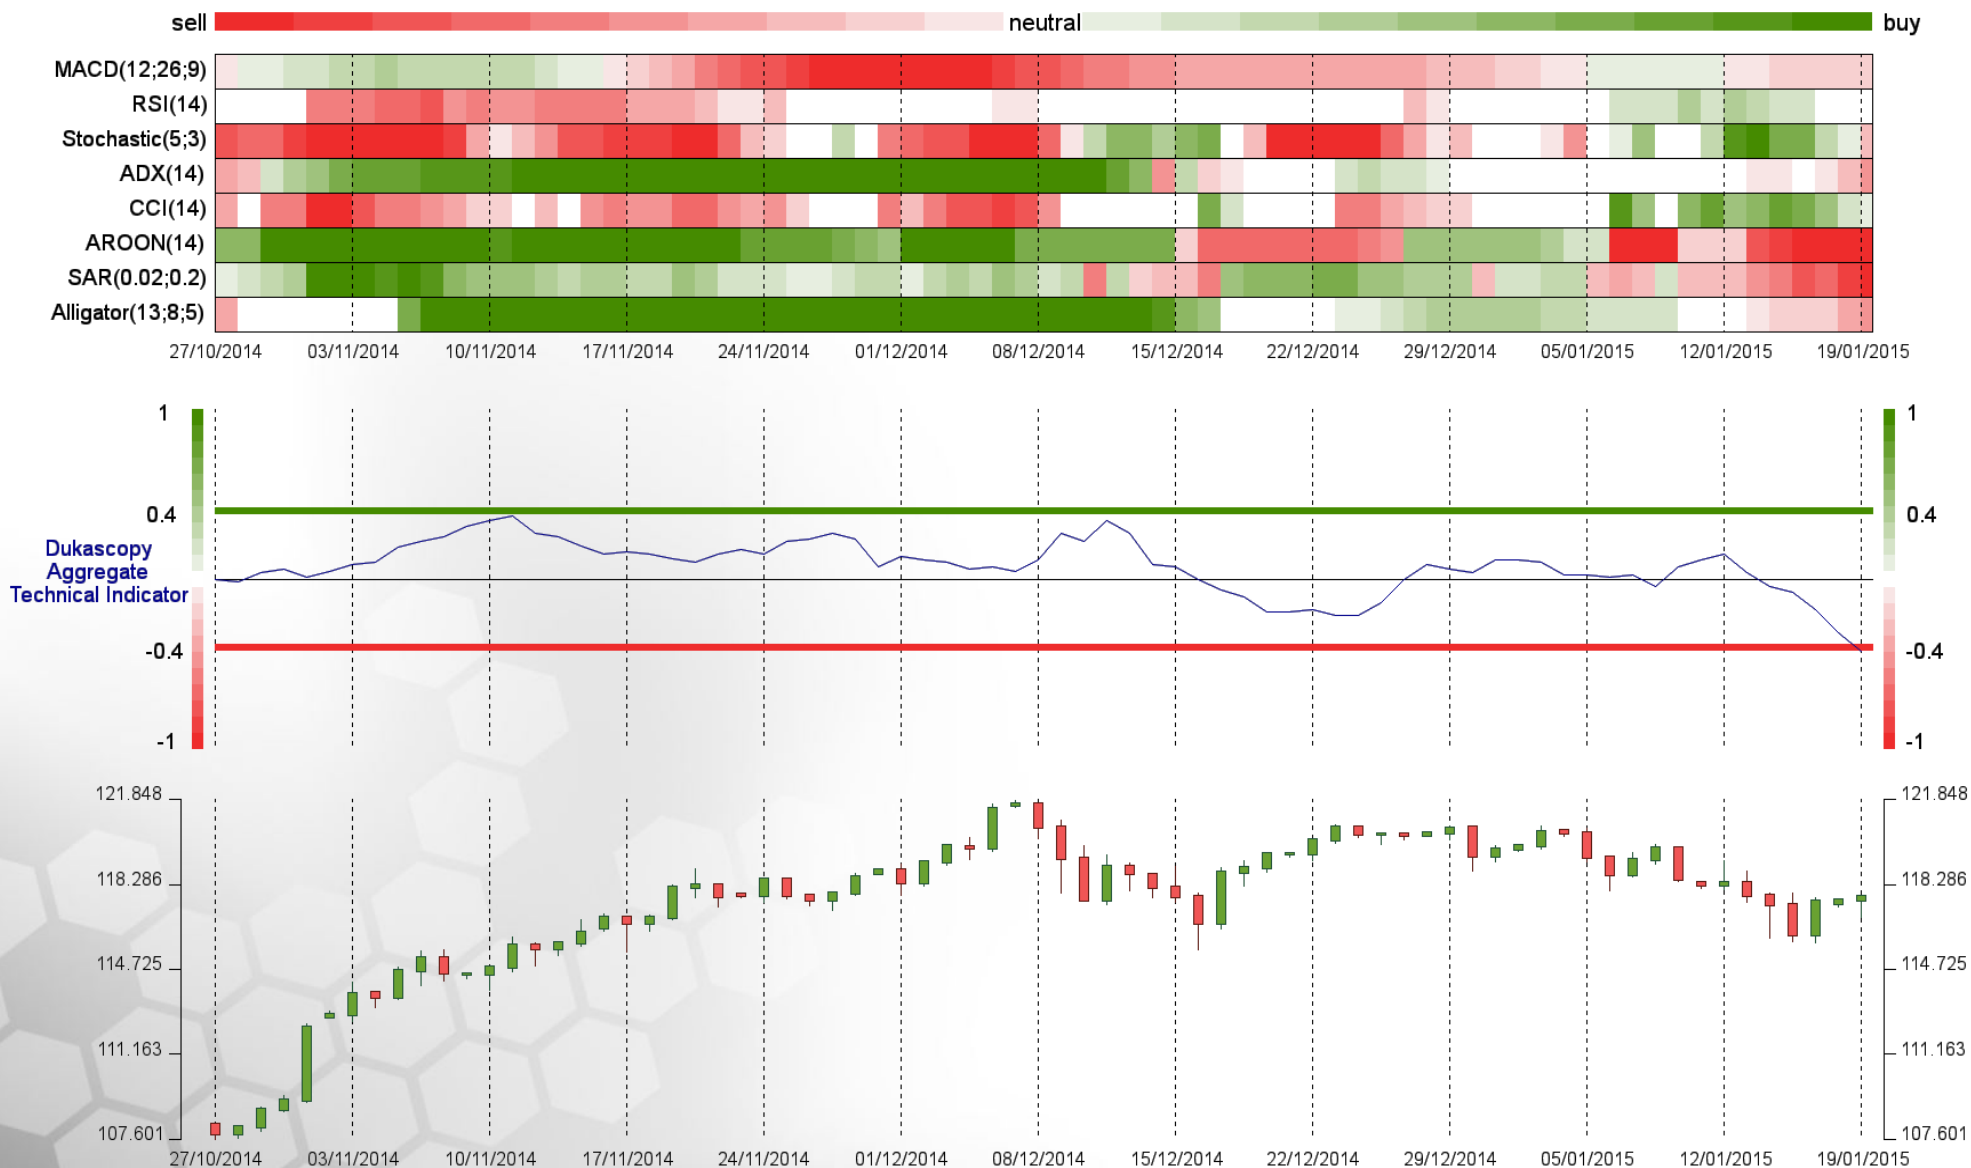 sell neutral buy
MACD(12;26;9)
RSI(14)
Stochastic(5;3)
ADX(14)
CCI(14)
AROON(14)
SAR(0.02;0.2)
Alligator(13;8;5)
27/10/2014 03/11/2014 10/11/2014 17/11/2014 24/11/2014 01/12/2014 08/12/2014 15/12/2014 22/12/2014 29/12/2014 05/01/2015 12/01/2015 19/01/2015
1 1
0.4 0.4
Dukascopy
Aggregate
Technical Indicator
-0.4 -0.4
-1 -1
121.848 121.848
118.286 118.286
114.725 114.725
111.163 111.163
107.601 107.601
27/10/2014 03/11/2014 10/11/2014 17/11/2014 24/11/2014 01/12/2014 08/12/2014 15/12/2014 22/12/2014 29/12/2014 05/01/2015 12/01/2015 19/01/2015